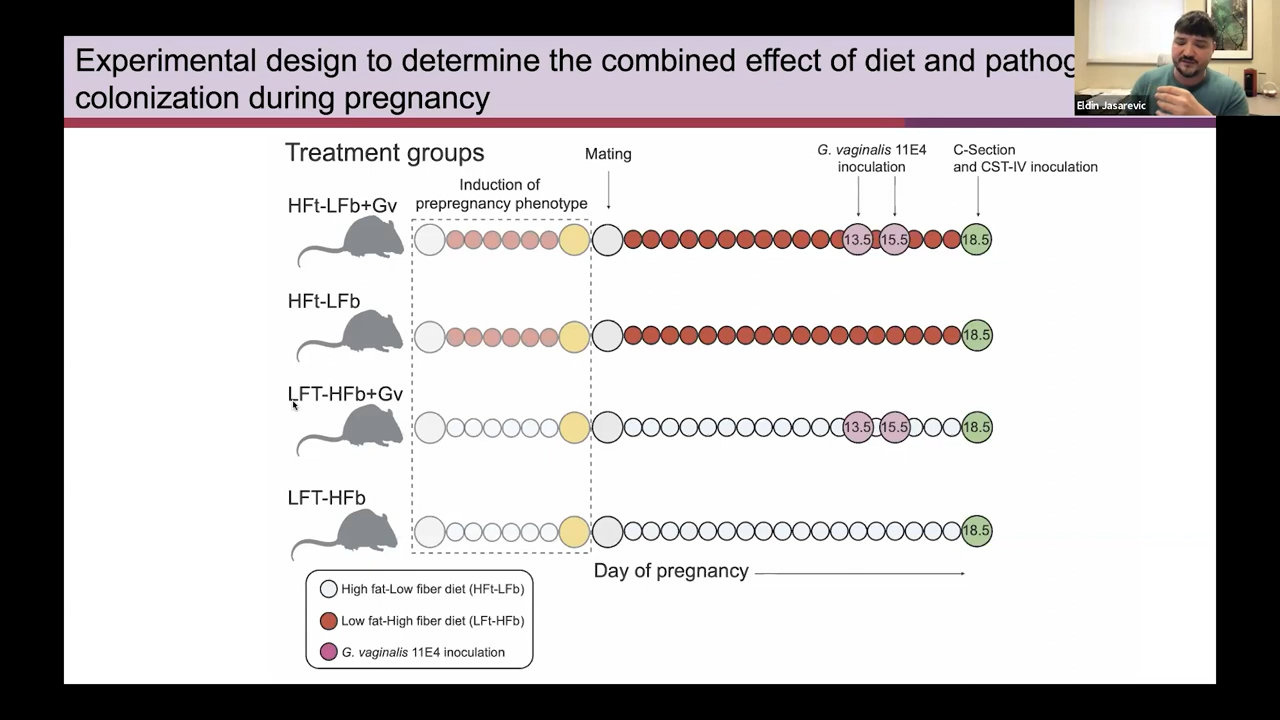 Experimental design to determine the combined effect of diet and pathog
colonization during pregnancy
Eldin Jasarevic
Treatment groups
Mating
G. vaginalis 11E4
inoculation
C-Section
and CST-IV inoculation
Induction of
prepregnancy phenotype
HFt-LFb+Gv
13.5 15.5 18.5
HFt-LFb
18.5
LFT-HFb+Gv
13.5 15.5 18.5
LFT-HFb
18.5
Day of pregnancy
High fat-Low fiber diet (HFt-LFb)
Low fat-High fiber diet (LFt-HFb)
G. vaginalis 11E4 inoculation